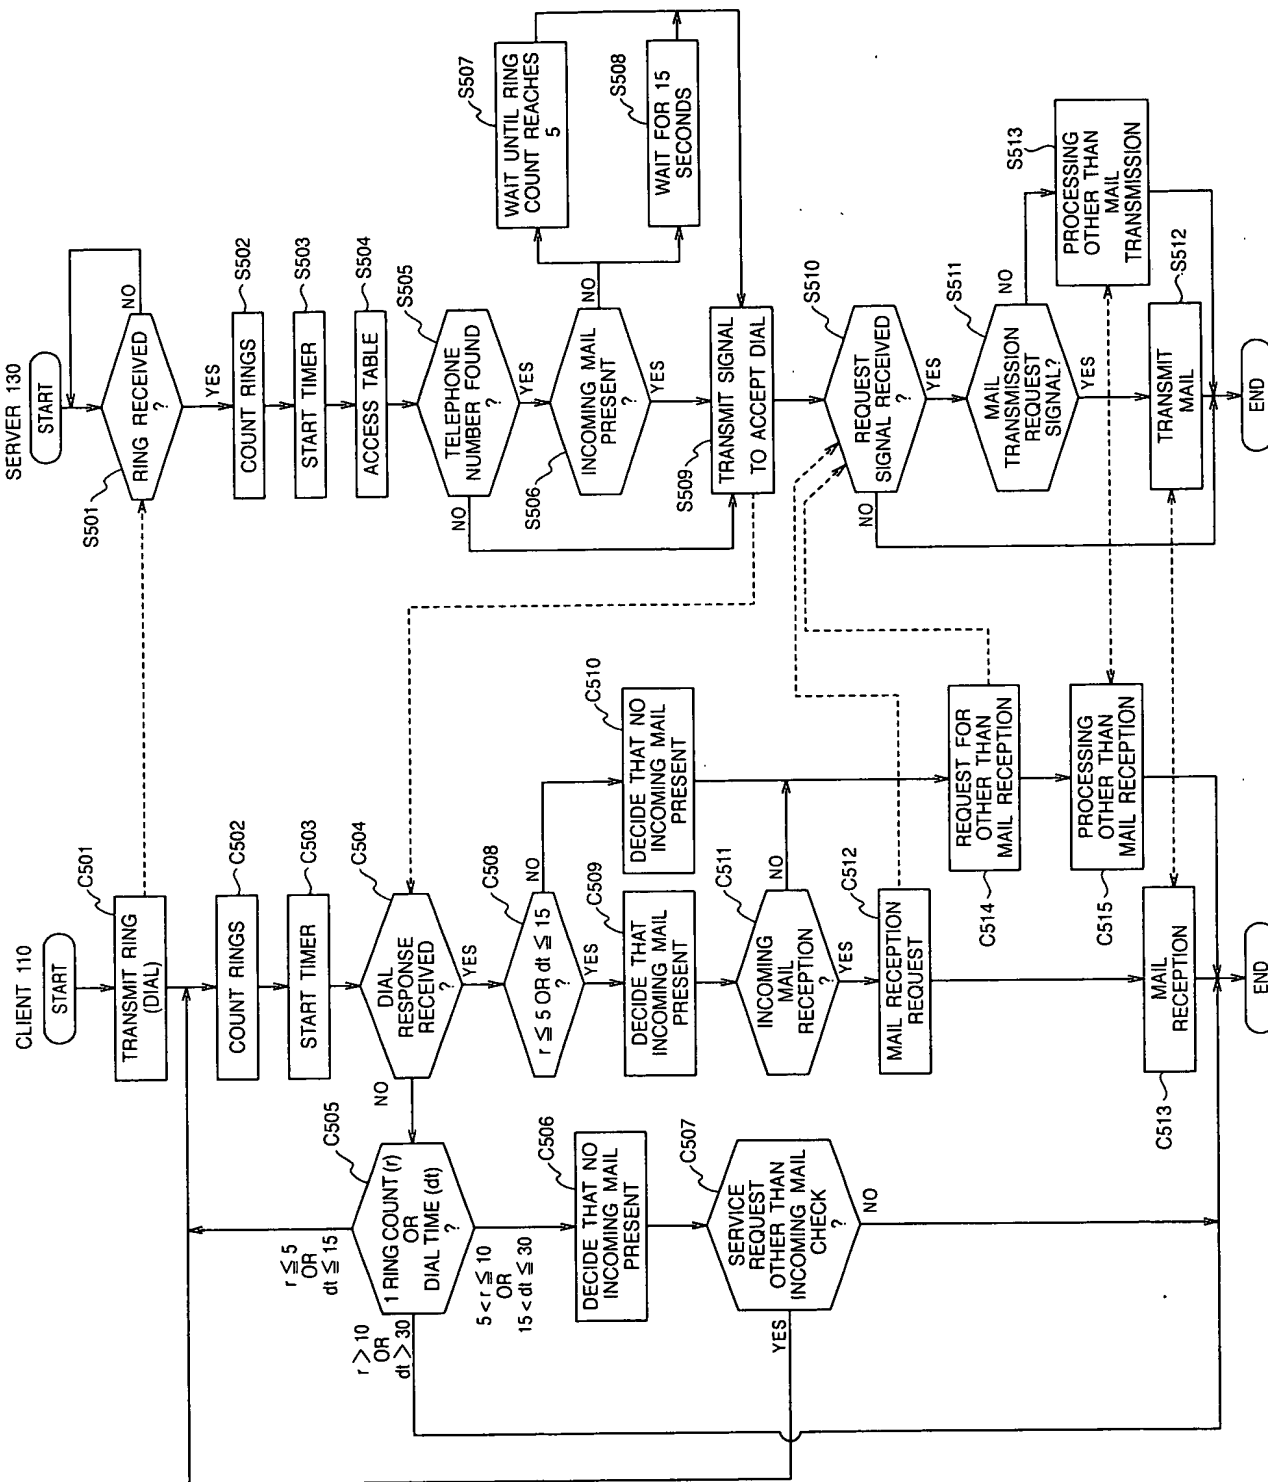 CLIENT 110
START
C501
TRANSMIT RING
(DIAL)
C502
COUNT RINGS
C503
START TIMER
C504
DIAL
RESPONSE
RECEIVED
?
NO
YES
C505
1 RING COUNT (r)
OR
DIAL TIME (dt)
?
r ≦ 5
OR
dt ≦ 15
r > 10
OR
dt > 30
5 < r ≦ 10
OR
15 < dt ≦ 30
C506
DECIDE THAT NO
INCOMING MAIL
PRESENT
C507
SERVICE
REQUEST
OTHER THAN
INCOMING MAIL
CHECK
?
YES
NO
C508
r ≦ 5 OR dt ≦ 15
?
NO
YES
C509
DECIDE THAT
INCOMING MAIL
PRESENT
C510
DECIDE THAT NO
INCOMING MAIL
PRESENT
C511
INCOMING
MAIL
RECEPTION
?
NO
YES
C512
MAIL RECEPTION
REQUEST
C514
REQUEST FOR
OTHER THAN
MAIL RECEPTION
C515
PROCESSING
OTHER THAN
MAIL RECEPTION
C513
MAIL
RECEPTION
END
SERVER 130
START
S501
RING RECEIVED
?
NO
YES
S502
COUNT RINGS
S503
START TIMER
S504
ACCESS TABLE
S505
TELEPHONE
NUMBER FOUND
?
NO
YES
S506
INCOMING MAIL
PRESENT
?
NO
YES
S507
WAIT UNTIL RING
COUNT REACHES
5
S508
WAIT FOR 15
SECONDS
S509
TRANSMIT SIGNAL
TO ACCEPT DIAL
S510
REQUEST
SIGNAL RECEIVED
?
NO
YES
S511
MAIL
TRANSMISSION
REQUEST
SIGNAL?
NO
YES
S513
PROCESSING
OTHER THAN
MAIL
TRANSMISSION
S512
TRANSMIT
MAIL
END